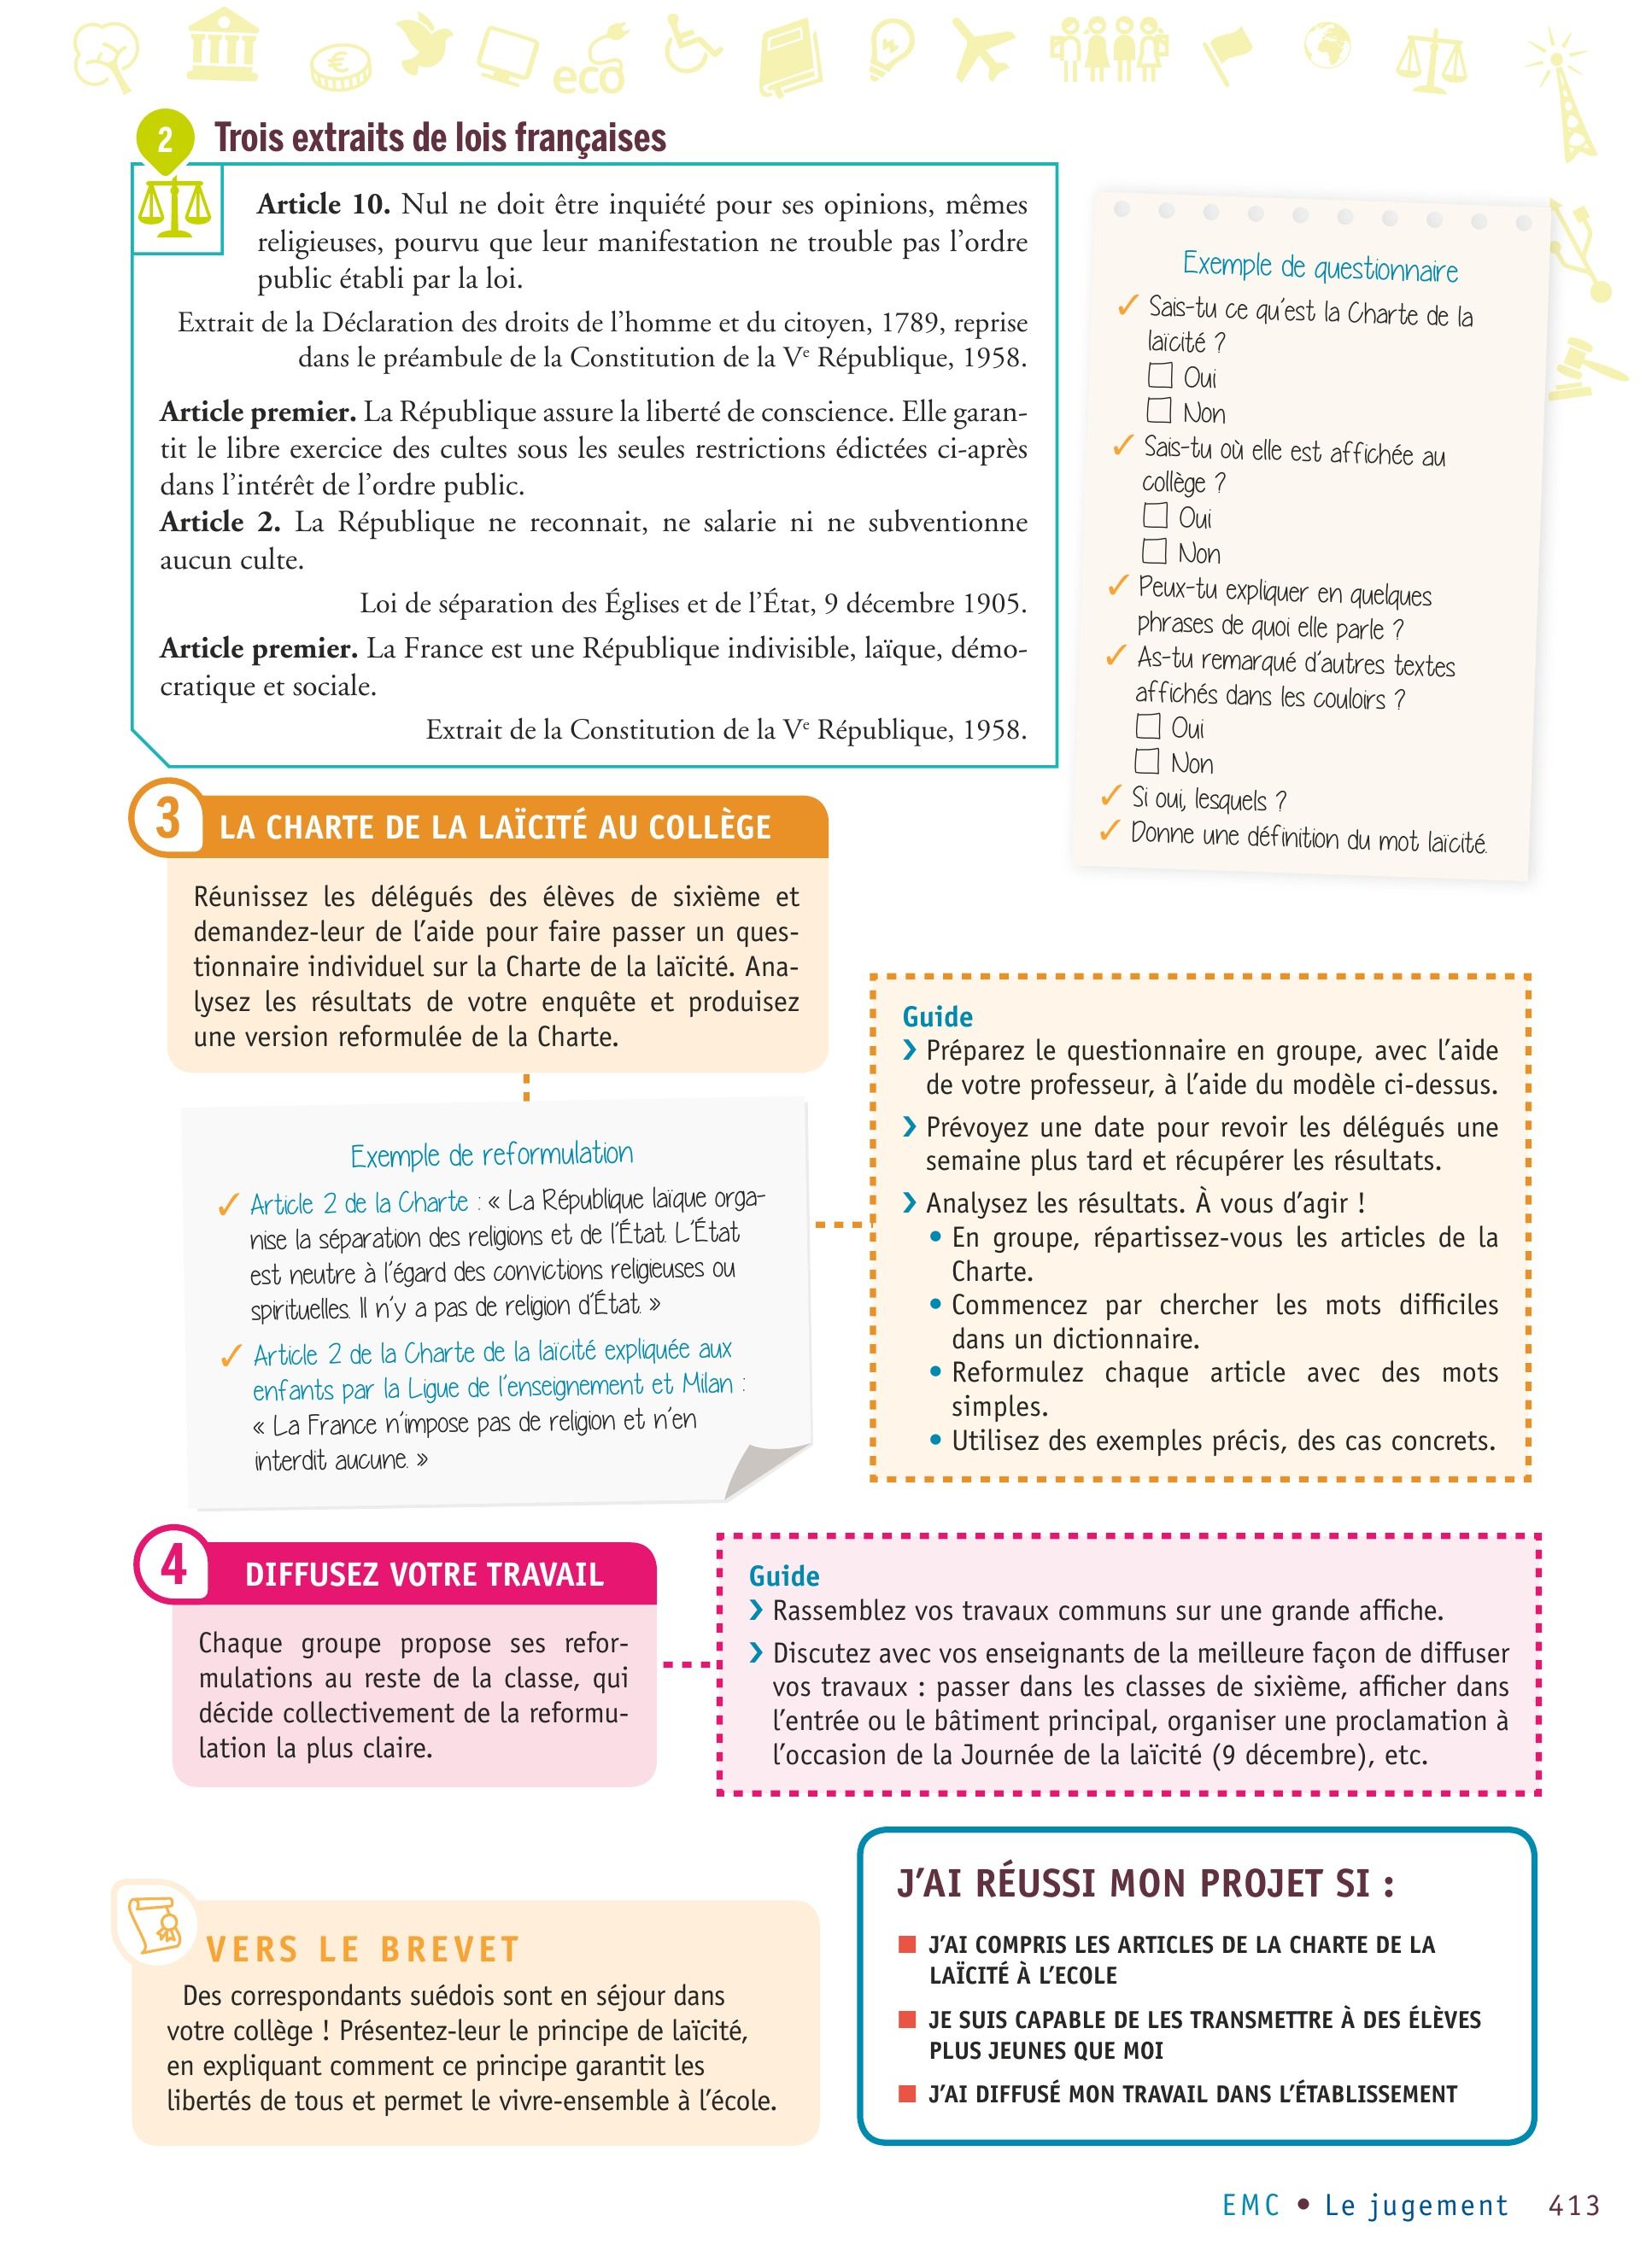 eco
2 Trois extraits de lois françaises
Article 10. Nul ne doit être inquiété pour ses opinions, mêmes
religieuses, pourvu que leur manifestation ne trouble pas l'ordre
public établi par la loi.
Extrait de la Déclaration des droits de l'homme et du citoyen, 1789, reprise
dans le préambule de la Constitution de la Ve République, 1958.
Article premier. La République assure la liberté de conscience. Elle garan-
tit le libre exercice des cultes sous les seules restrictions édictées ci-après
dans l'intérêt de l'ordre public.
Article 2. La République ne reconnait, ne salarie ni ne subventionne
aucun culte.
Loi de séparation des Églises et de l'État, 9 décembre 1905.
Article premier. La France est une République indivisible, laïque, démo-
cratique et sociale.
Extrait de la Constitution de la Ve République, 1958.
Exemple de questionnaire
✓ Sais-tu ce qu'est la Charte de la
laïcité ?
☐ Oui
☐ Non
✓ Sais-tu où elle est affichée au
collège ?
☐ Oui
☐ Non
✓ Peux-tu expliquer en quelques
phrases de quoi elle parle ?
✓ As-tu remarqué d'autres textes
affichés dans les couloirs ?
☐ Oui
☐ Non
✓ Si oui, lesquels ?
✓ Donne une définition du mot laïcité.
3 LA CHARTE DE LA LAÏCITÉ AU COLLÈGE
Réunissez les délégués des élèves de sixième et
demandez-leur de l'aide pour faire passer un ques-
tionnaire individuel sur la Charte de la laïcité. Ana-
lysez les résultats de votre enquête et produisez
une version reformulée de la Charte.
Exemple de reformulation
✓ Article 2 de la Charte : « La République laïque orga-
nise la séparation des religions et de l'État. L'État
est neutre à l'égard des convictions religieuses ou
spirituelles. Il n'y a pas de religion d'État. »
✓ Article 2 de la Charte de la laïcité expliquée aux
enfants par la Ligue de l'enseignement et Milan :
« La France n'impose pas de religion et n'en
interdit aucune. »
Guide
› Préparez le questionnaire en groupe, avec l'aide
de votre professeur, à l'aide du modèle ci-dessus.
› Prévoyez une date pour revoir les délégués une
semaine plus tard et récupérer les résultats.
› Analysez les résultats. À vous d'agir !
• En groupe, répartissez-vous les articles de la
Charte.
• Commencez par chercher les mots difficiles
dans un dictionnaire.
• Reformulez chaque article avec des mots
simples.
• Utilisez des exemples précis, des cas concrets.
4 DIFFUSEZ VOTRE TRAVAIL
Chaque groupe propose ses refor-
mulations au reste de la classe, qui
décide collectivement de la reformu-
lation la plus claire.
Guide
› Rassemblez vos travaux communs sur une grande affiche.
› Discutez avec vos enseignants de la meilleure façon de diffuser
vos travaux : passer dans les classes de sixième, afficher dans
l'entrée ou le bâtiment principal, organiser une proclamation à
l'occasion de la Journée de la laïcité (9 décembre), etc.
VERS LE BREVET
Des correspondants suédois sont en séjour dans
votre collège ! Présentez-leur le principe de laïcité,
en expliquant comment ce principe garantit les
libertés de tous et permet le vivre-ensemble à l'école.
J'AI RÉUSSI MON PROJET SI :
■ J'AI COMPRIS LES ARTICLES DE LA CHARTE DE LA
LAÏCITÉ À L'ECOLE
■ JE SUIS CAPABLE DE LES TRANSMETTRE À DES ÉLÈVES
PLUS JEUNES QUE MOI
■ J'AI DIFFUSÉ MON TRAVAIL DANS L'ÉTABLISSEMENT
EMC • Le jugement 413